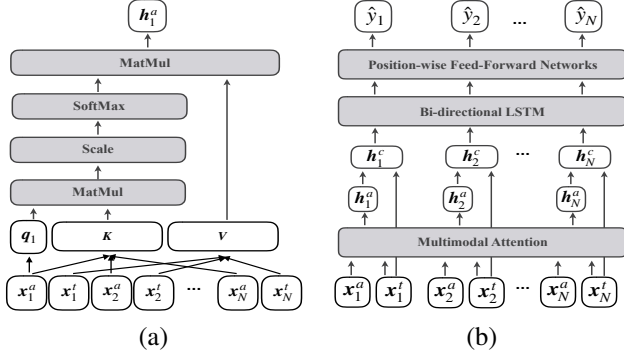 h₁ᵃ
MatMul
SoftMax
Scale
MatMul
q₁ K V
x₁ᵃ x₁ᵗ x₂ᵃ x₂ᵗ ... x_Nᵃ x_Nᵗ
(a)
ŷ₁ ŷ₂ ... ŷ_N
Position-wise Feed-Forward Networks
Bi-directional LSTM
h₁ᶜ h₂ᶜ ... h_Nᶜ
h₁ᵃ h₂ᵃ h_Nᵃ
Multimodal Attention
x₁ᵃ x₁ᵗ x₂ᵃ x₂ᵗ ... x_Nᵃ x_Nᵗ
(b)